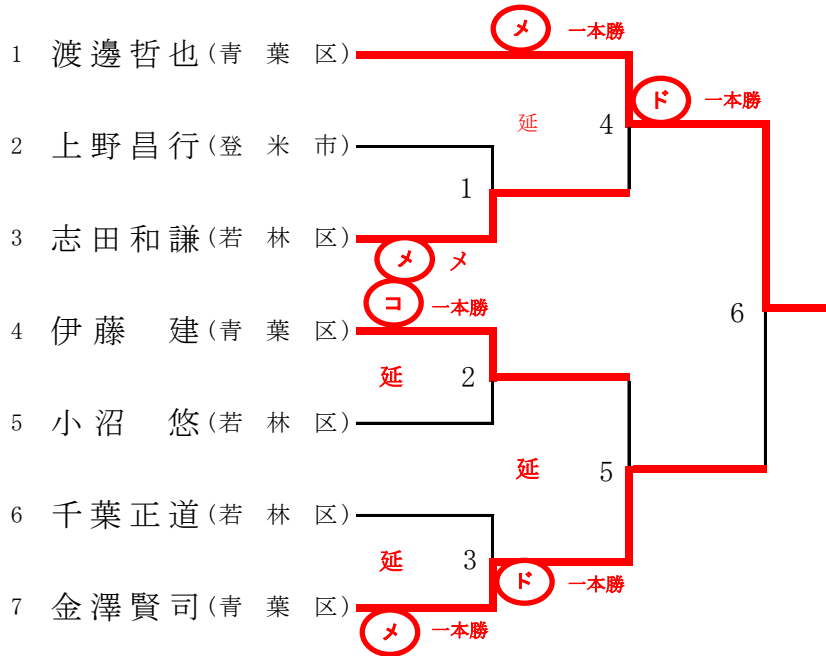 メ 一本勝
1 渡邊哲也(青葉区)
ド 一本勝
延 4
2 上野昌行(登米市)
1
3 志田和謙(若林区)
メ メ
コ 一本勝
6
4 伊藤 建(青葉区)
延 2
5 小沼 悠(若林区)
延 5
6 千葉正道(若林区)
延 3
ド 一本勝
7 金澤賢司(青葉区)
メ 一本勝